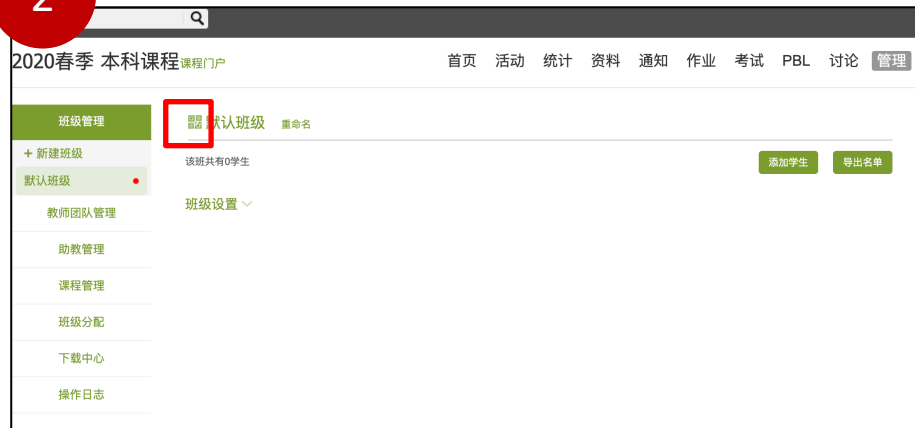 2
2020春季 本科课程 课程门户 首页 活动 统计 资料 通知 作业 考试 PBL 讨论 管理
班级管理
+ 新建班级
默认班级
教师团队管理
助教管理
课程管理
班级分配
下载中心
操作日志
默认班级 重命名
该班共有0学生 添加学生 导出名单
班级设置